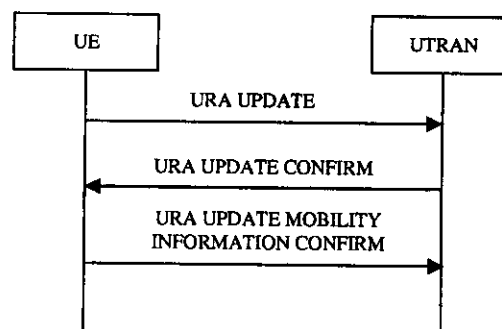 UE
UTRAN
URA UPDATE
URA UPDATE CONFIRM
URA UPDATE MOBILITY
INFORMATION CONFIRM